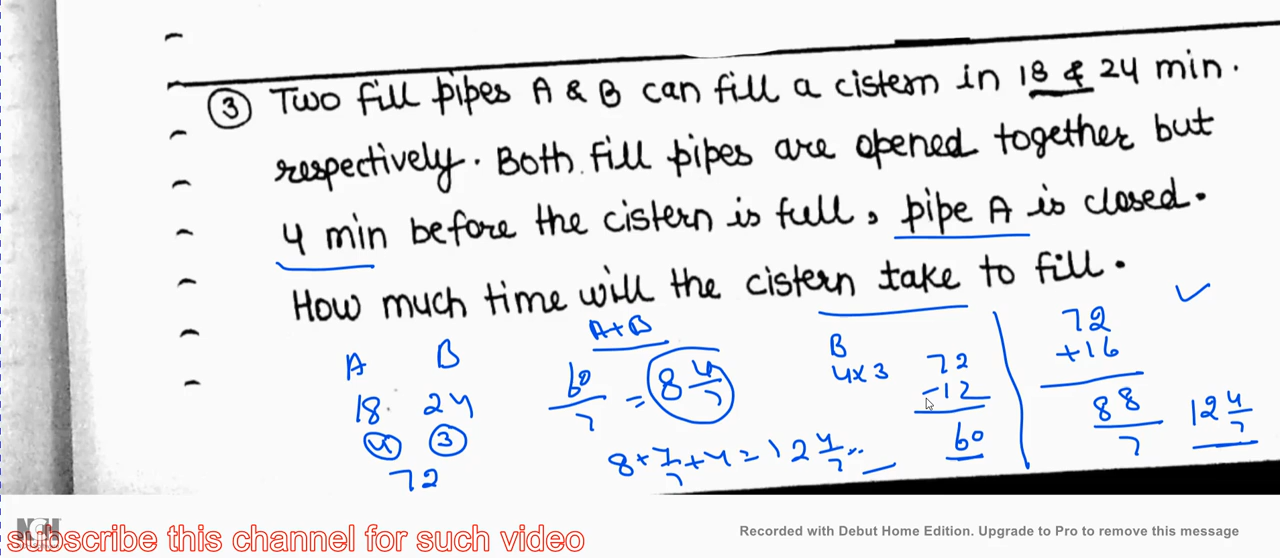 ③ Two fill pipes A & B can fill a cistern in 18 & 24 min.
respectively. Both fill pipes are opened together but
4 min before the cistern is full, pipe A is closed.
How much time will the cistern take to fill.
A B
18 24
4 3
72
A+B
60/7 = 8 4/7
8 + 7/7 + 4 = 12 4/7
B
4 x 3
72
-12
60
72
+16
88/7
12 4/7
subscribe this channel for such video
Recorded with Debut Home Edition. Upgrade to Pro to remove this message